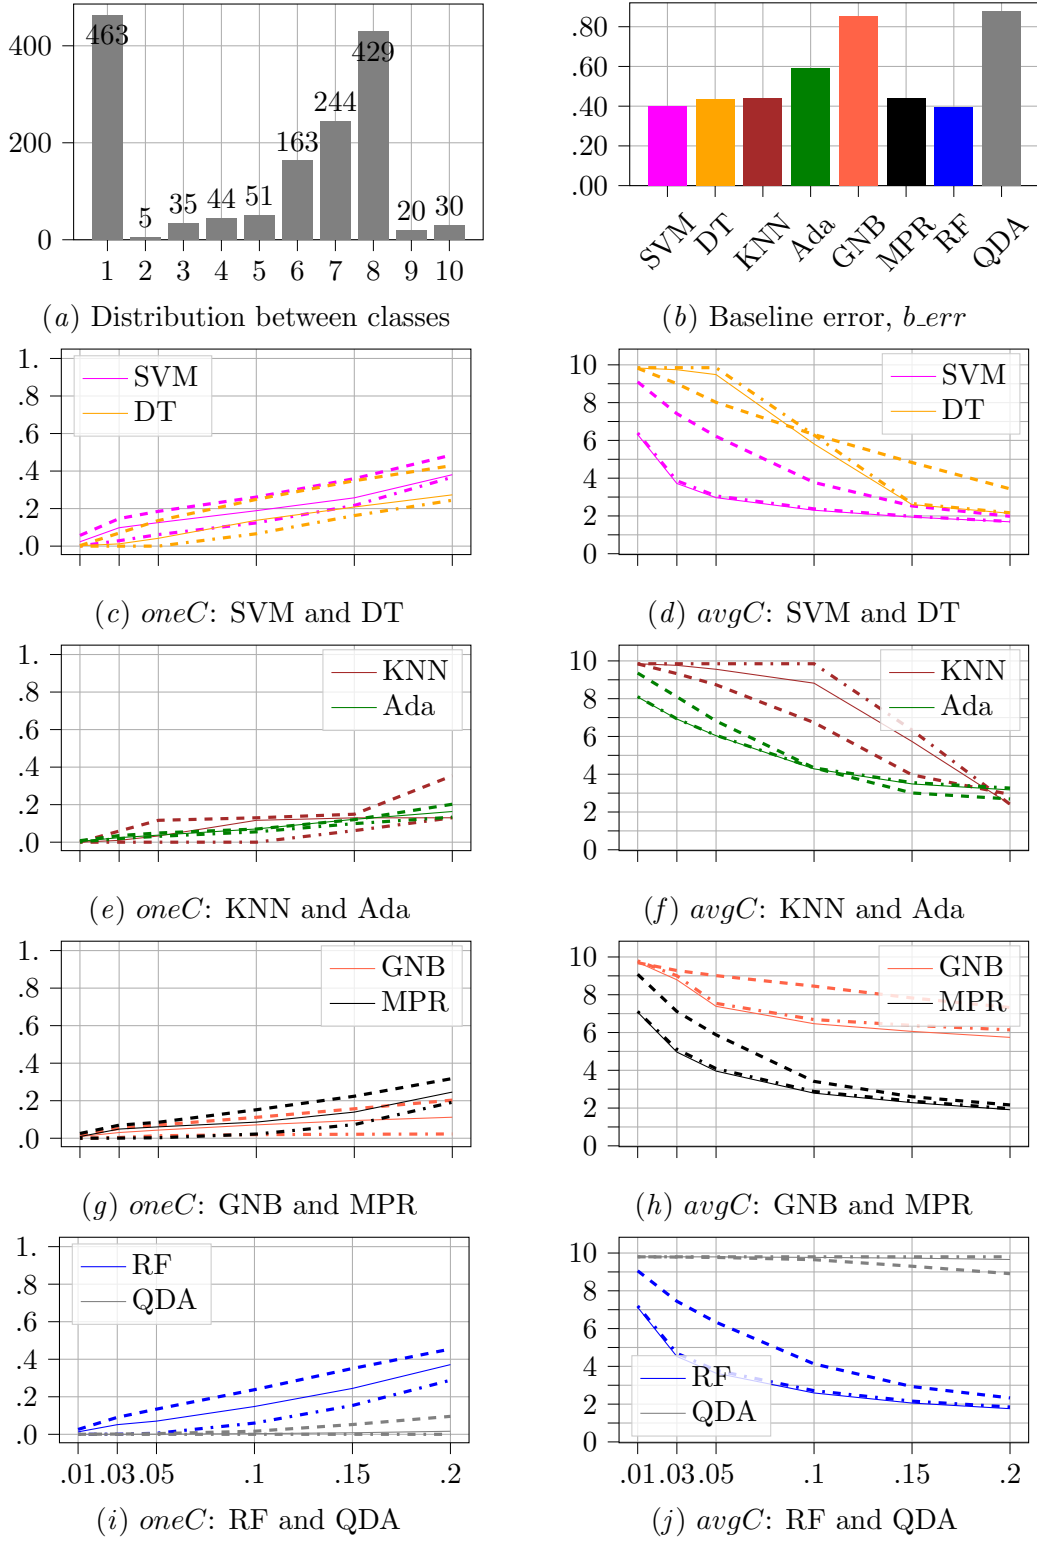 400
200
0
463
5
35
44
51
163
244
429
20
30
1 2 3 4 5 6 7 8 9 10
(a) Distribution between classes
.80
.60
.40
.20
.00
SVM DT KNN Ada GNB MPR RF QDA
(b) Baseline error, b_err
1.
.8
.6
.4
.2
.0
SVM
DT
(c) oneC: SVM and DT
10
8
6
4
2
0
SVM
DT
(d) avgC: SVM and DT
1.
.8
.6
.4
.2
.0
KNN
Ada
(e) oneC: KNN and Ada
10
8
6
4
2
0
KNN
Ada
(f) avgC: KNN and Ada
1.
.8
.6
.4
.2
.0
GNB
MPR
(g) oneC: GNB and MPR
10
8
6
4
2
0
GNB
MPR
(h) avgC: GNB and MPR
1.
.8
.6
.4
.2
.0
RF
QDA
.01 .03 .05 .1 .15 .2
(i) oneC: RF and QDA
10
8
6
4
2
0
RF
QDA
.01 .03 .05 .1 .15 .2
(j) avgC: RF and QDA